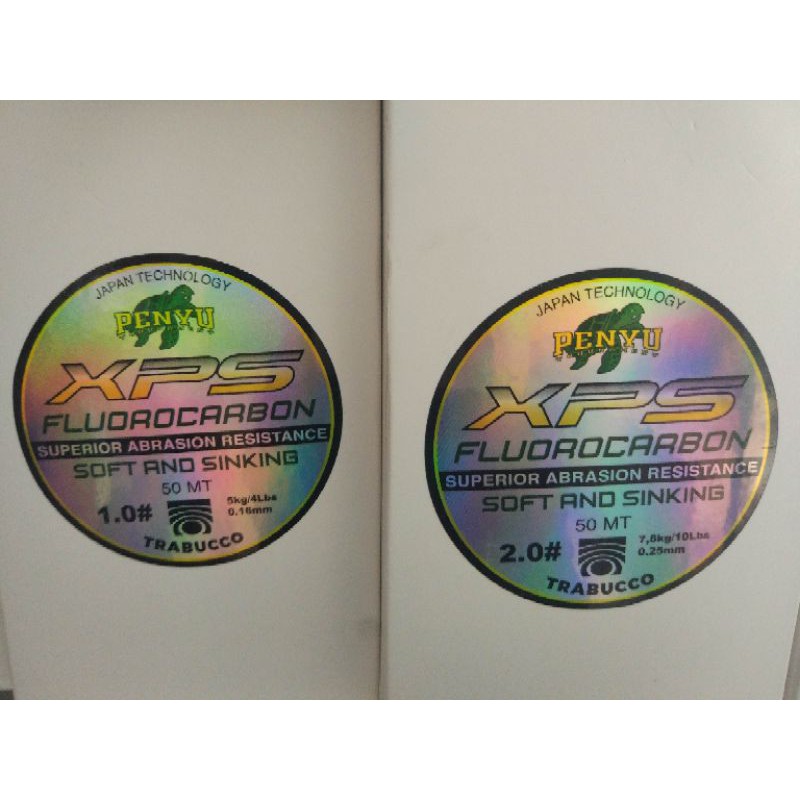 JAPAN TECHNOLOGY
PENYU
XPS
FLUOROCARBON
SUPERIOR ABRASION RESISTANCE
SOFT AND SINKING
50 MT
1.0#
5kg/4Lbs
0.16mm
TRABUCCO
JAPAN TECHNOLOGY
PENYU
XPS
FLUOROCARBON
SUPERIOR ABRASION RESISTANCE
SOFT AND SINKING
50 MT
2.0#
7,8kg/10Lbs
0.25mm
TRABUCCO